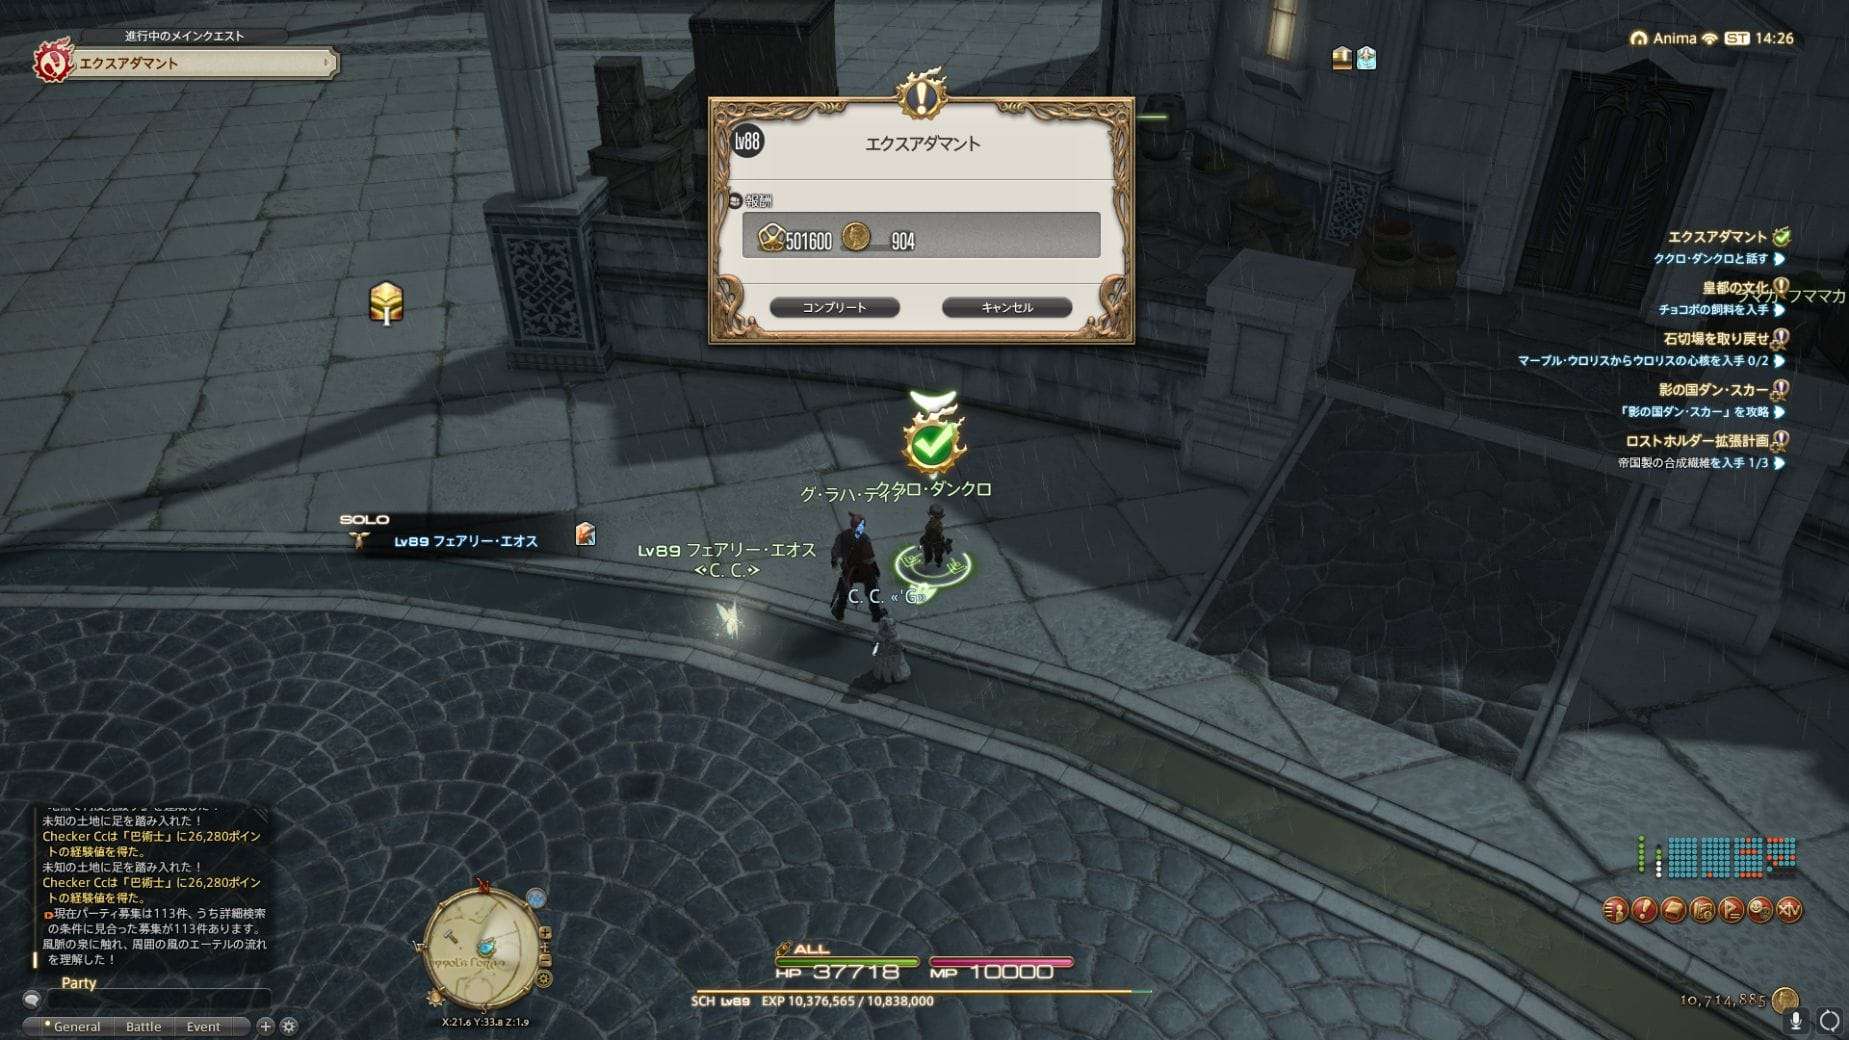 進行中のメインクエスト
エクスアダマント
Anima ST 14:26
Lv88
エクスアダマント
報酬
501600 904
コンプリート キャンセル
エクスアダマント
ククロ・ダンクロと話す
皇都の文化
フママカ
チョコボの飼料を入手
石切場を取り戻せ
マーブル・ウロリスからウロリスの心核を入手 0/2
影の国ダン・スカー
「影の国ダン・スカー」を攻略
ロストホルダー拡張計画
帝国製の合成繊維を入手 1/3
グ・ラハ・ティア
ククロ・ダンクロ
SOLO
Lv89 フェアリー・エオス
Lv89 フェアリー・エオス
<C. C.>
C. C. «'G»
未知の土地に足を踏み入れた！
Checker Ccは「巴術士」に26,280ポイン
トの経験値を得た。
未知の土地に足を踏み入れた！
Checker Ccは「巴術士」に26,280ポイン
トの経験値を得た。
現在パーティ募集は113件、うち詳細検索
の条件に見合った募集が113件あります。
風脈の泉に触れ、周囲の風のエーテルの流れ
を理解した！
Party
General Battle Event
X:21.6 Y:33.8 Z:1.9
ALL
HP 37718 MP 10000
SCH Lv89 EXP 10,376,565 / 10,838,000
XIV
10,714,885